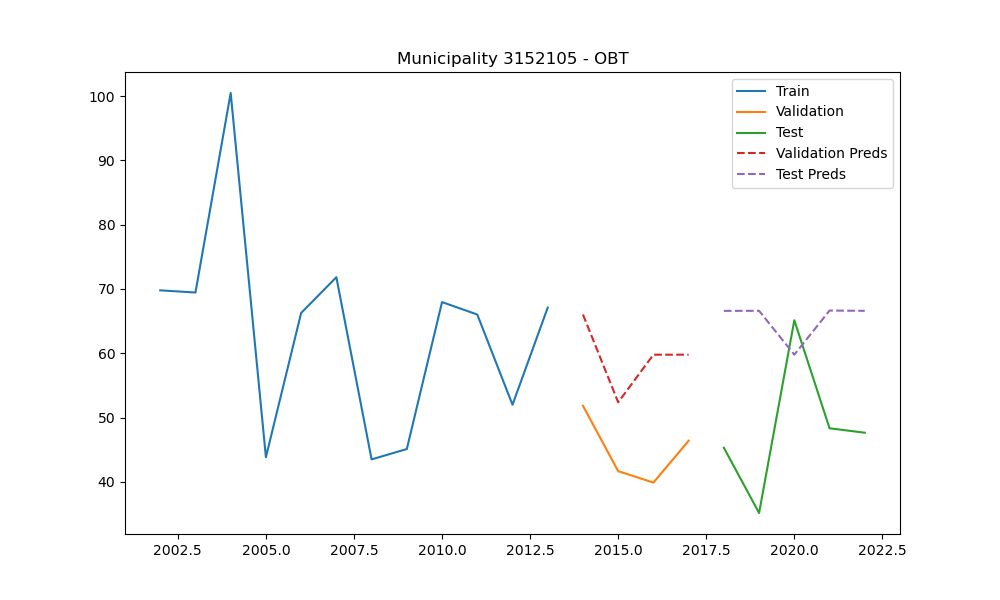 Municipality 3152105 - OBT
Train
Validation
Test
Validation Preds
Test Preds
100
90
80
70
60
50
40
2002.5 2005.0 2007.5 2010.0 2012.5 2015.0 2017.5 2020.0 2022.5